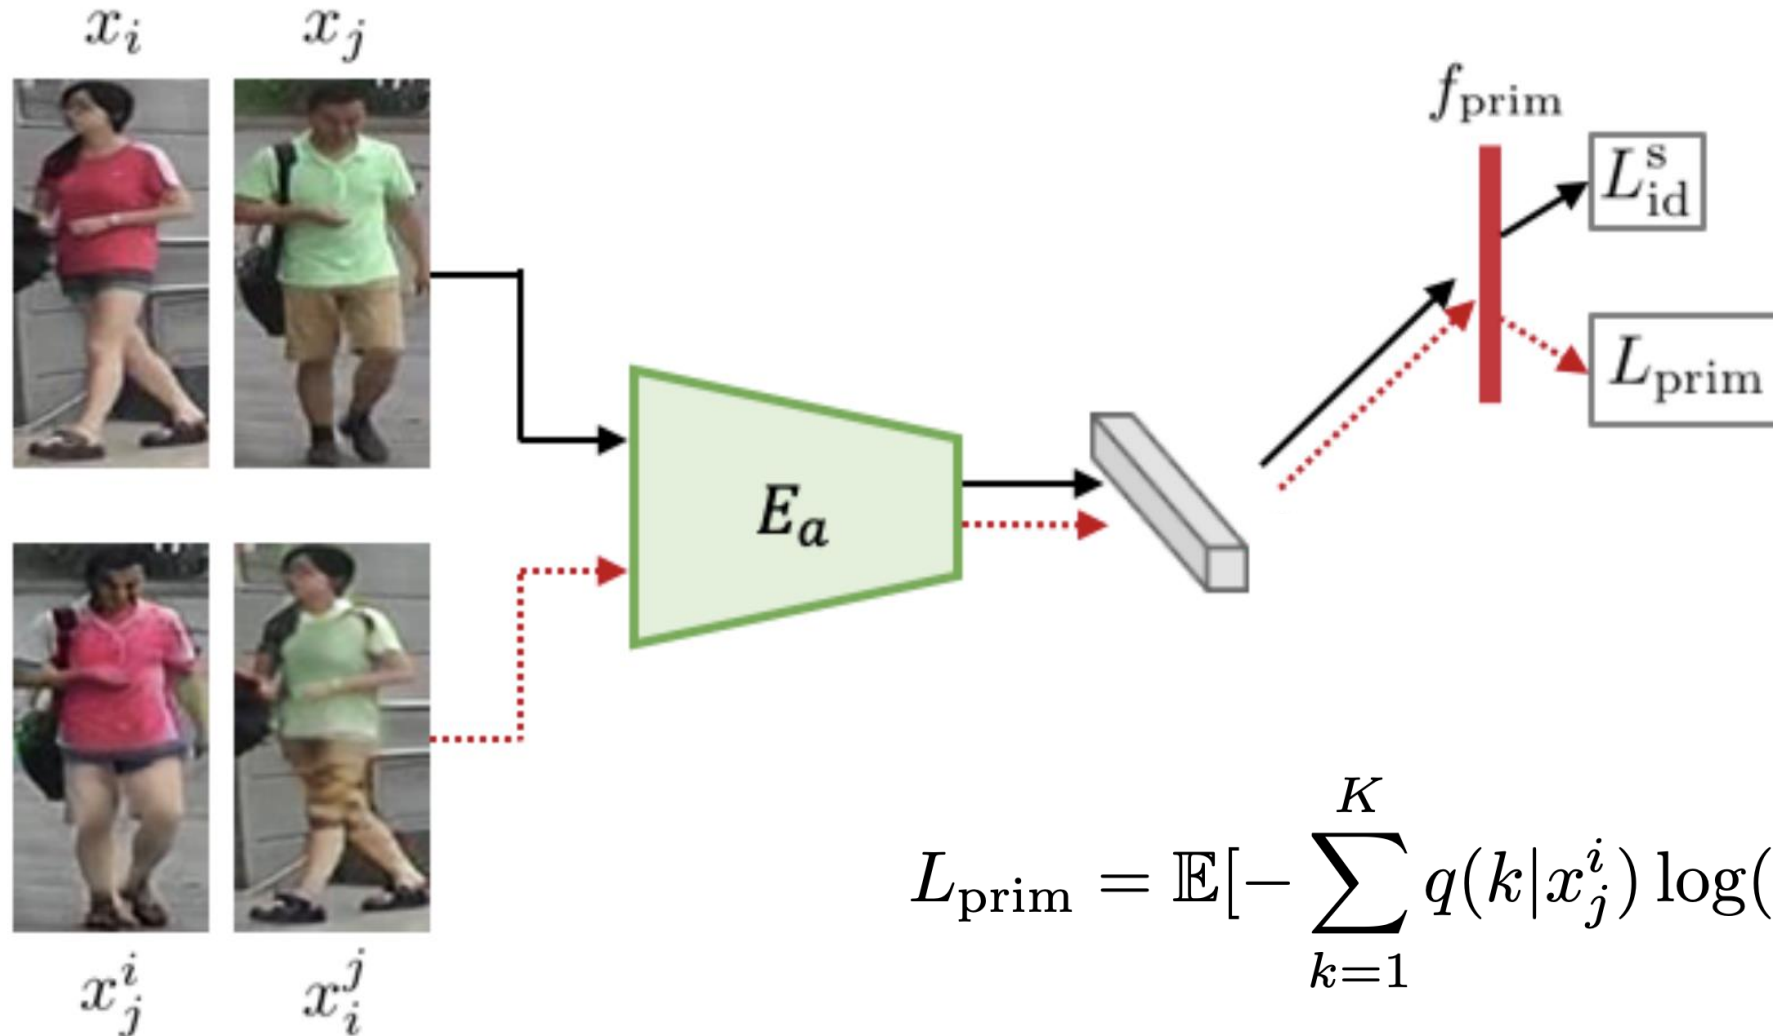 x_i x_j
f_prim
L^s_id
L_prim
E_a
L_prim = 𝔼[− ∑_{k=1}^{K} q(k|x^i_j) log(
x^i_j x^j_i